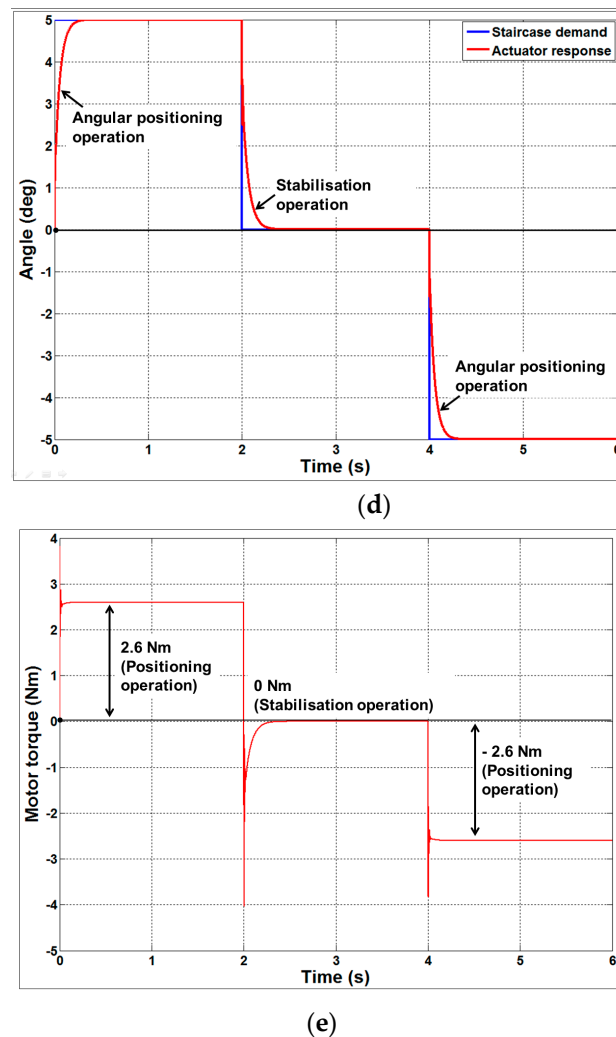 5
4
3
2
1
0
-1
-2
-3
-4
-5
Angle (deg)
Staircase demand
Actuator response
Angular positioning
operation
Stabilisation
operation
Angular positioning
operation
0 1 2 3 4 5 6
Time (s)
(d)
4
3
2
1
0
-1
-2
-3
-4
-5
Motor torque (Nm)
2.6 Nm
(Positioning
operation)
0 Nm
(Stabilisation operation)
- 2.6 Nm
(Positioning
operation)
0 1 2 3 4 5 6
Time (s)
(e)